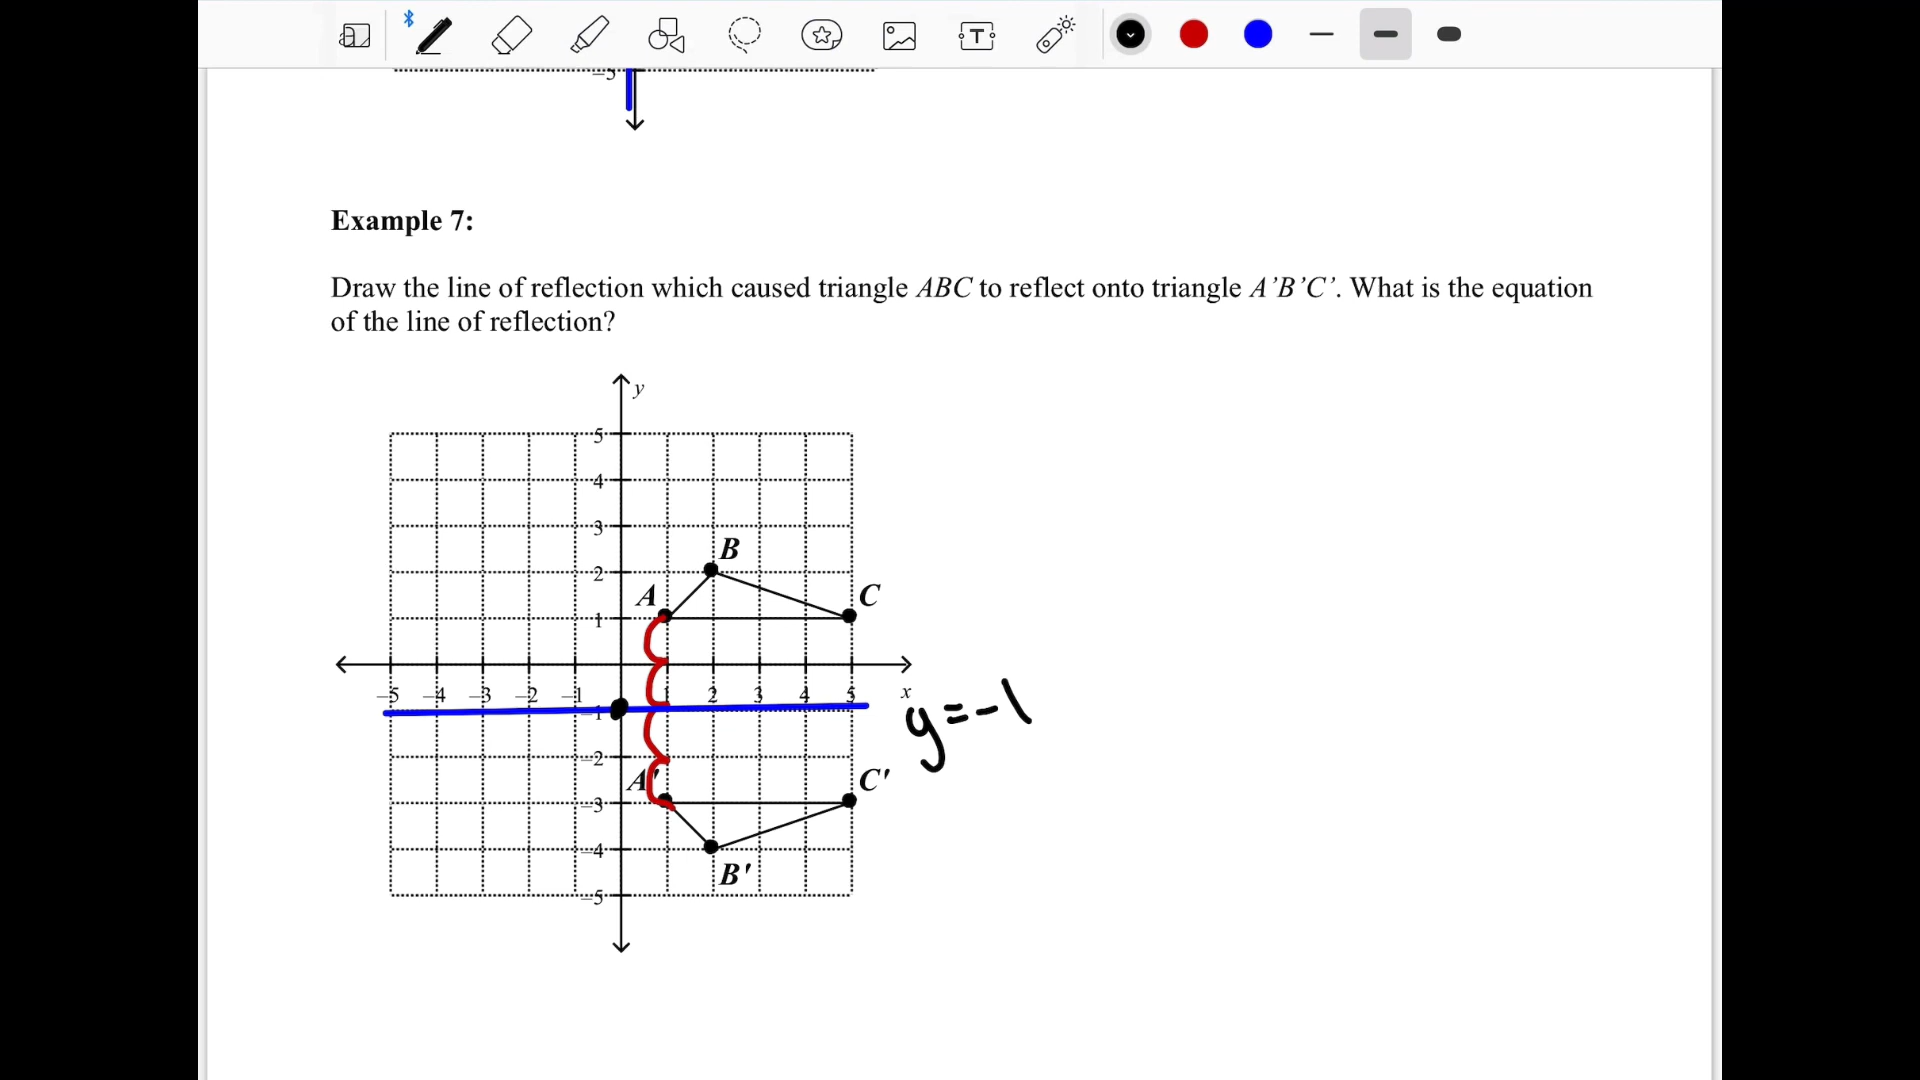 T
–5
Example 7:
Draw the line of reflection which caused triangle ABC to reflect onto triangle A’B’C’. What is the equation
of the line of reflection?
y
5
4
3
B
2
A
C
1
–5 –4 –3 –2 –1 1 2 3 4 5 x
–1
y=-1
–2
A'
C'
–3
–4
B'
–5